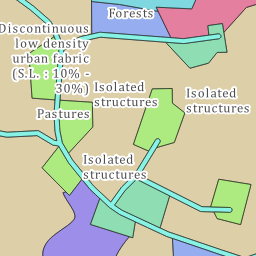 Forests
Discontinuous
low density
urban fabric
(S.L. : 10% -
30%)
Isolated
structures
Isolated
structures
Pastures
Isolated
structures